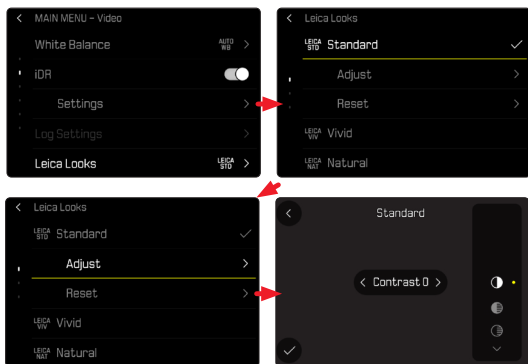 MAIN MENU – Video
White Balance
AUTO
WB
iDR
Settings
Log Settings
Leica Looks
LEICA
STD
Leica Looks
LEICA
STD
Standard
Adjust
Reset
LEICA
VIV
Vivid
LEICA
NAT
Natural
Leica Looks
LEICA
STD
Standard
Adjust
Reset
LEICA
VIV
Vivid
LEICA
NAT
Natural
Standard
Contrast 0